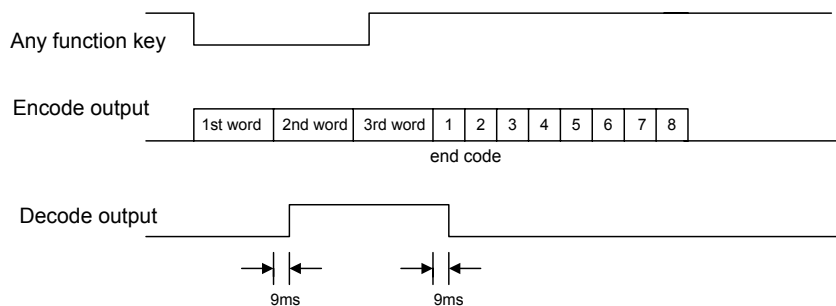 Any function key
Encode output
1st word 2nd word 3rd word 1 2 3 4 5 6 7 8
end code
Decode output
9ms 9ms